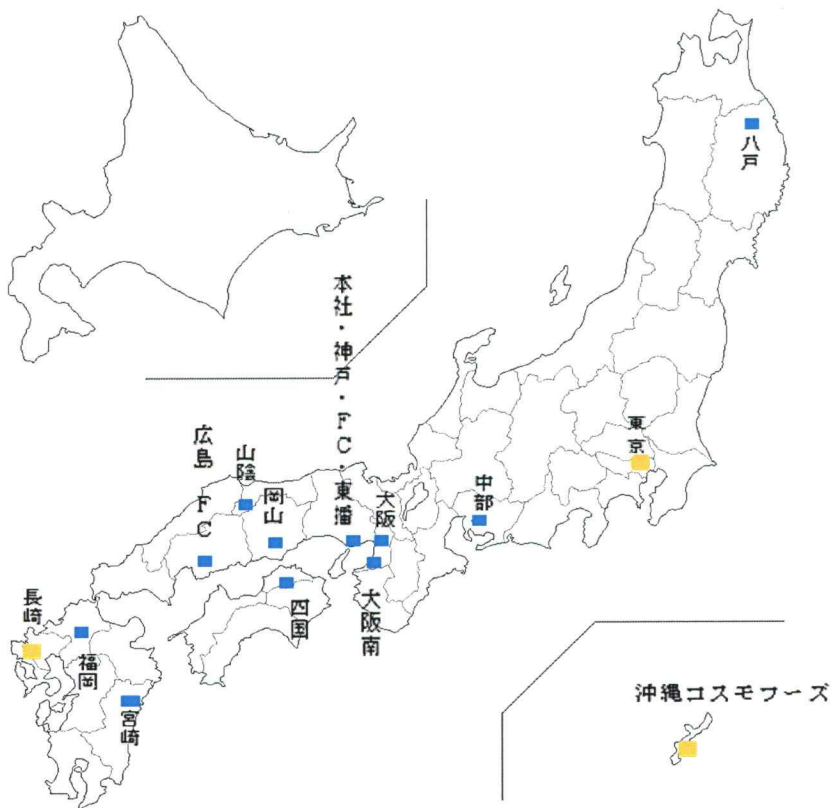 八戸
本社・神戸・FC・東播
東京
広島 FC
山陰
岡山
大阪
中部
長崎
四国
大阪南
福岡
宮崎
沖縄コスモフーズ